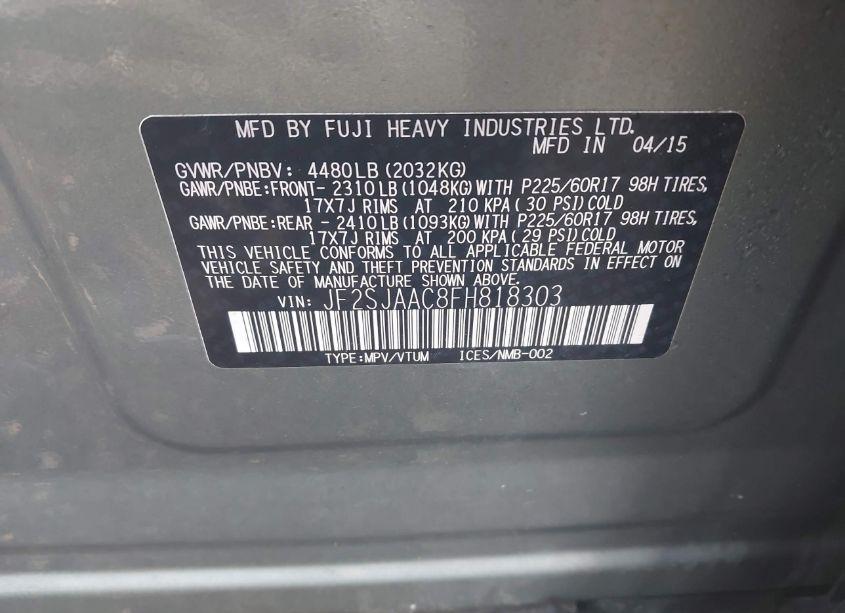 MFD BY FUJI HEAVY INDUSTRIES LTD.
MFD IN 04/15
GVWR/PNBV: 4480LB (2032KG)
GAWR/PNBE:FRONT- 2310LB (1048KG) WITH P225/60R17 98H TIRES,
17X7J RIMS AT 210 KPA ( 30 PSI) COLD
GAWR/PNBE:REAR - 2410LB (1093KG) WITH P225/60R17 98H TIRES,
17X7J RIMS AT 200 KPA ( 29 PSI) COLD
THIS VEHICLE CONFORMS TO ALL APPLICABLE FEDERAL MOTOR
VEHICLE SAFETY AND THEFT PREVENTION STANDARDS IN EFFECT ON
THE DATE OF MANUFACTURE SHOWN ABOVE.
VIN: JF2SJAAC8FH818303
TYPE:MPV/VTUM ICES/NMB-002